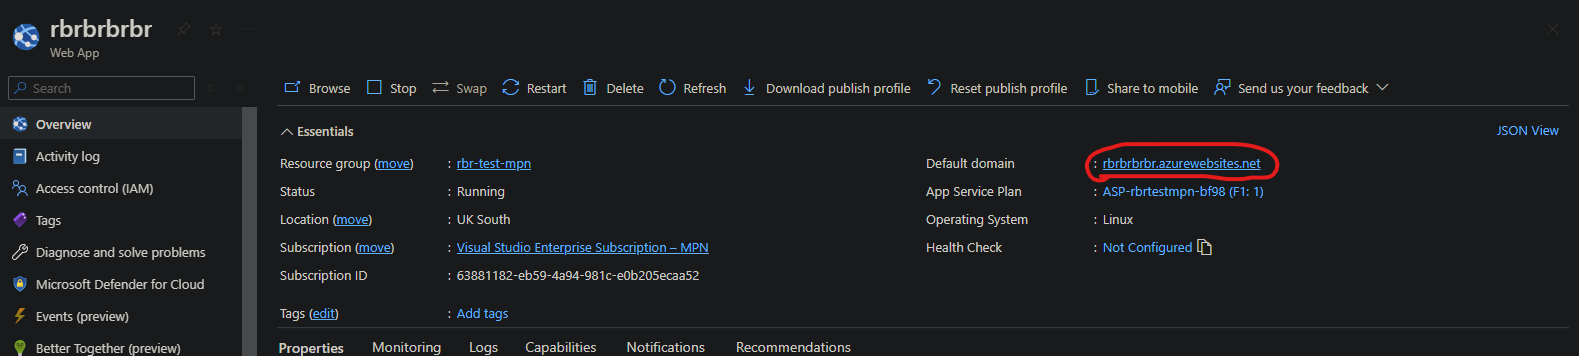 rbrbrbrbr
Web App
Search
Browse Stop Swap Restart Delete Refresh Download publish profile Reset publish profile Share to mobile Send us your feedback
Overview
Activity log
Access control (IAM)
Tags
Diagnose and solve problems
Microsoft Defender for Cloud
Events (preview)
Better Together (preview)
Essentials
JSON View
Resource group (move) : rbr-test-mpn
Status : Running
Location (move) : UK South
Subscription (move) : Visual Studio Enterprise Subscription – MPN
Subscription ID : 63881182-eb59-4a94-981c-e0b205ecaa52
Default domain : rbrbrbrbr.azurewebsites.net
App Service Plan : ASP-rbrtestmpn-bf98 (F1: 1)
Operating System : Linux
Health Check : Not Configured
Tags (edit) : Add tags
Properties Monitoring Logs Capabilities Notifications Recommendations